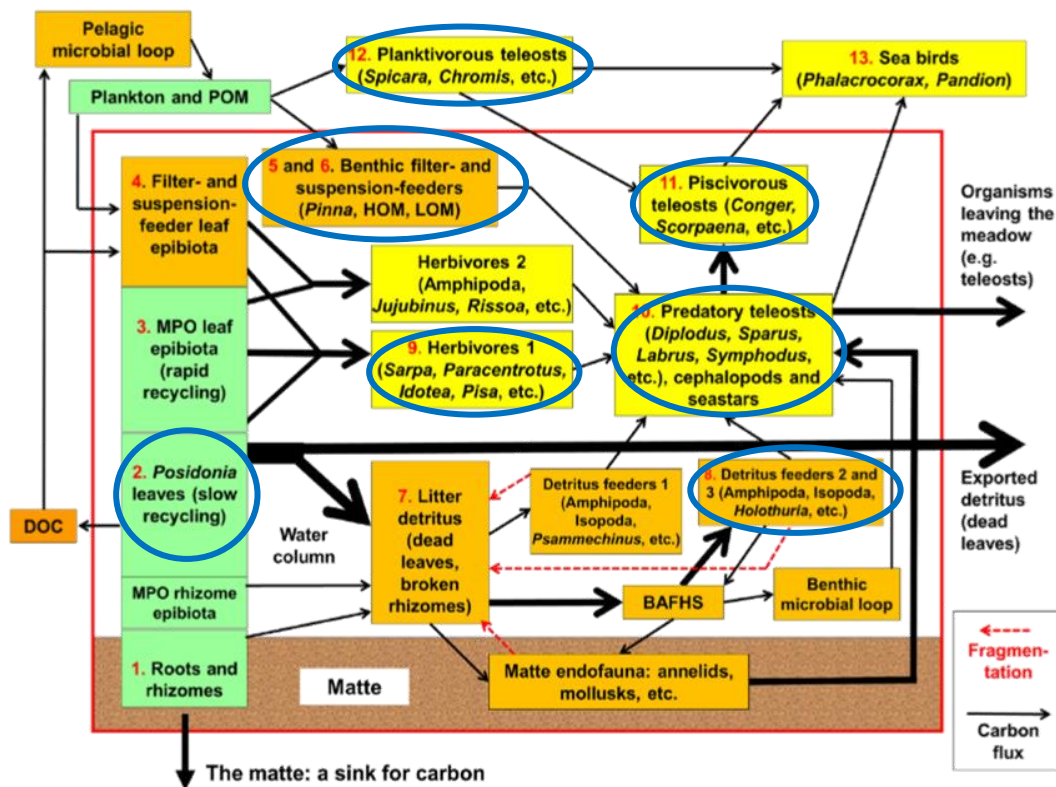 Pelagic
microbial loop
Plankton and POM
12. Planktivorous teleosts
(Spicara, Chromis, etc.)
13. Sea birds
(Phalacrocorax, Pandion)
4. Filter- and
suspension-
feeder leaf
epibiota
5 and 6. Benthic filter- and
suspension-feeders
(Pinna, HOM, LOM)
11. Piscivorous
teleosts (Conger,
Scorpaena, etc.)
Organisms
leaving the
meadow
(e.g.
teleosts)
Herbivores 2
(Amphipoda,
Jujubinus, Rissoa, etc.)
3. MPO leaf
epibiota
(rapid
recycling)
9. Herbivores 1
(Sarpa, Paracentrotus,
Idotea, Pisa, etc.)
10. Predatory teleosts
(Diplodus, Sparus,
Labrus, Symphodus,
etc.), cephalopods and
seastars
2. Posidonia
leaves (slow
recycling)
DOC
Water
column
7. Litter
detritus
(dead
leaves,
broken
rhizomes)
Detritus feeders 1
(Amphipoda,
Isopoda,
Psammechinus, etc.)
8. Detritus feeders 2 and
3 (Amphipoda, Isopoda,
Holothuria, etc.)
Exported
detritus
(dead
leaves)
MPO rhizome
epibiota
BAFHS
Benthic
microbial loop
1. Roots and
rhizomes
Matte
Matte endofauna: annelids,
mollusks, etc.
Fragmen-
tation
Carbon
flux
The matte: a sink for carbon